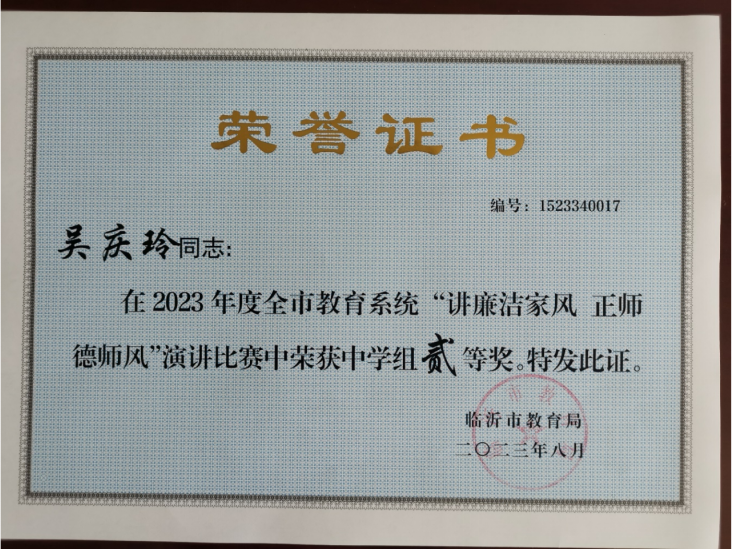 荣誉证书
编号：1523340017
吴庆玲同志：
在2023年度全市教育系统“讲廉洁家风 正师
德师风”演讲比赛中荣获中学组贰等奖。特发此证。
临沂市教育局
二〇二三年八月